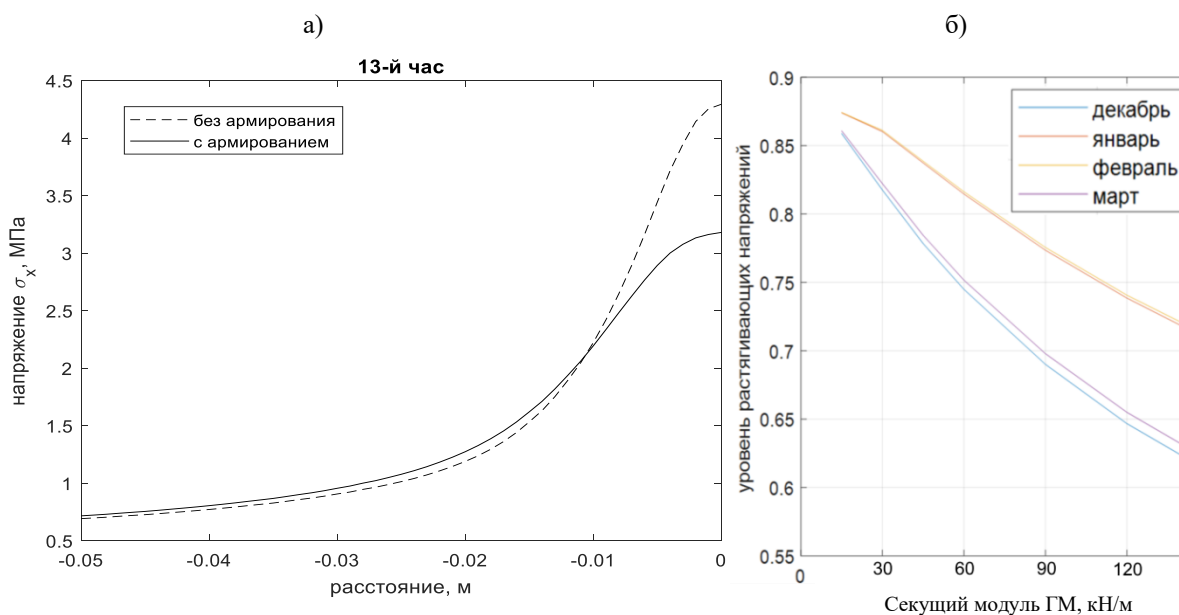 а)
б)
13-й час
4.5
4
3.5
3
2.5
2
1.5
1
0.5
-0.05
-0.04
-0.03
-0.02
-0.01
0
без армирования
с армированием
напряжение σx, МПа
расстояние, м
0.9
0.85
0.8
0.75
0.7
0.65
0.6
0.55
0
30
60
90
120
декабрь
январь
февраль
март
уровень растягивающих напряжений
Секущий модуль ГМ, кН/м